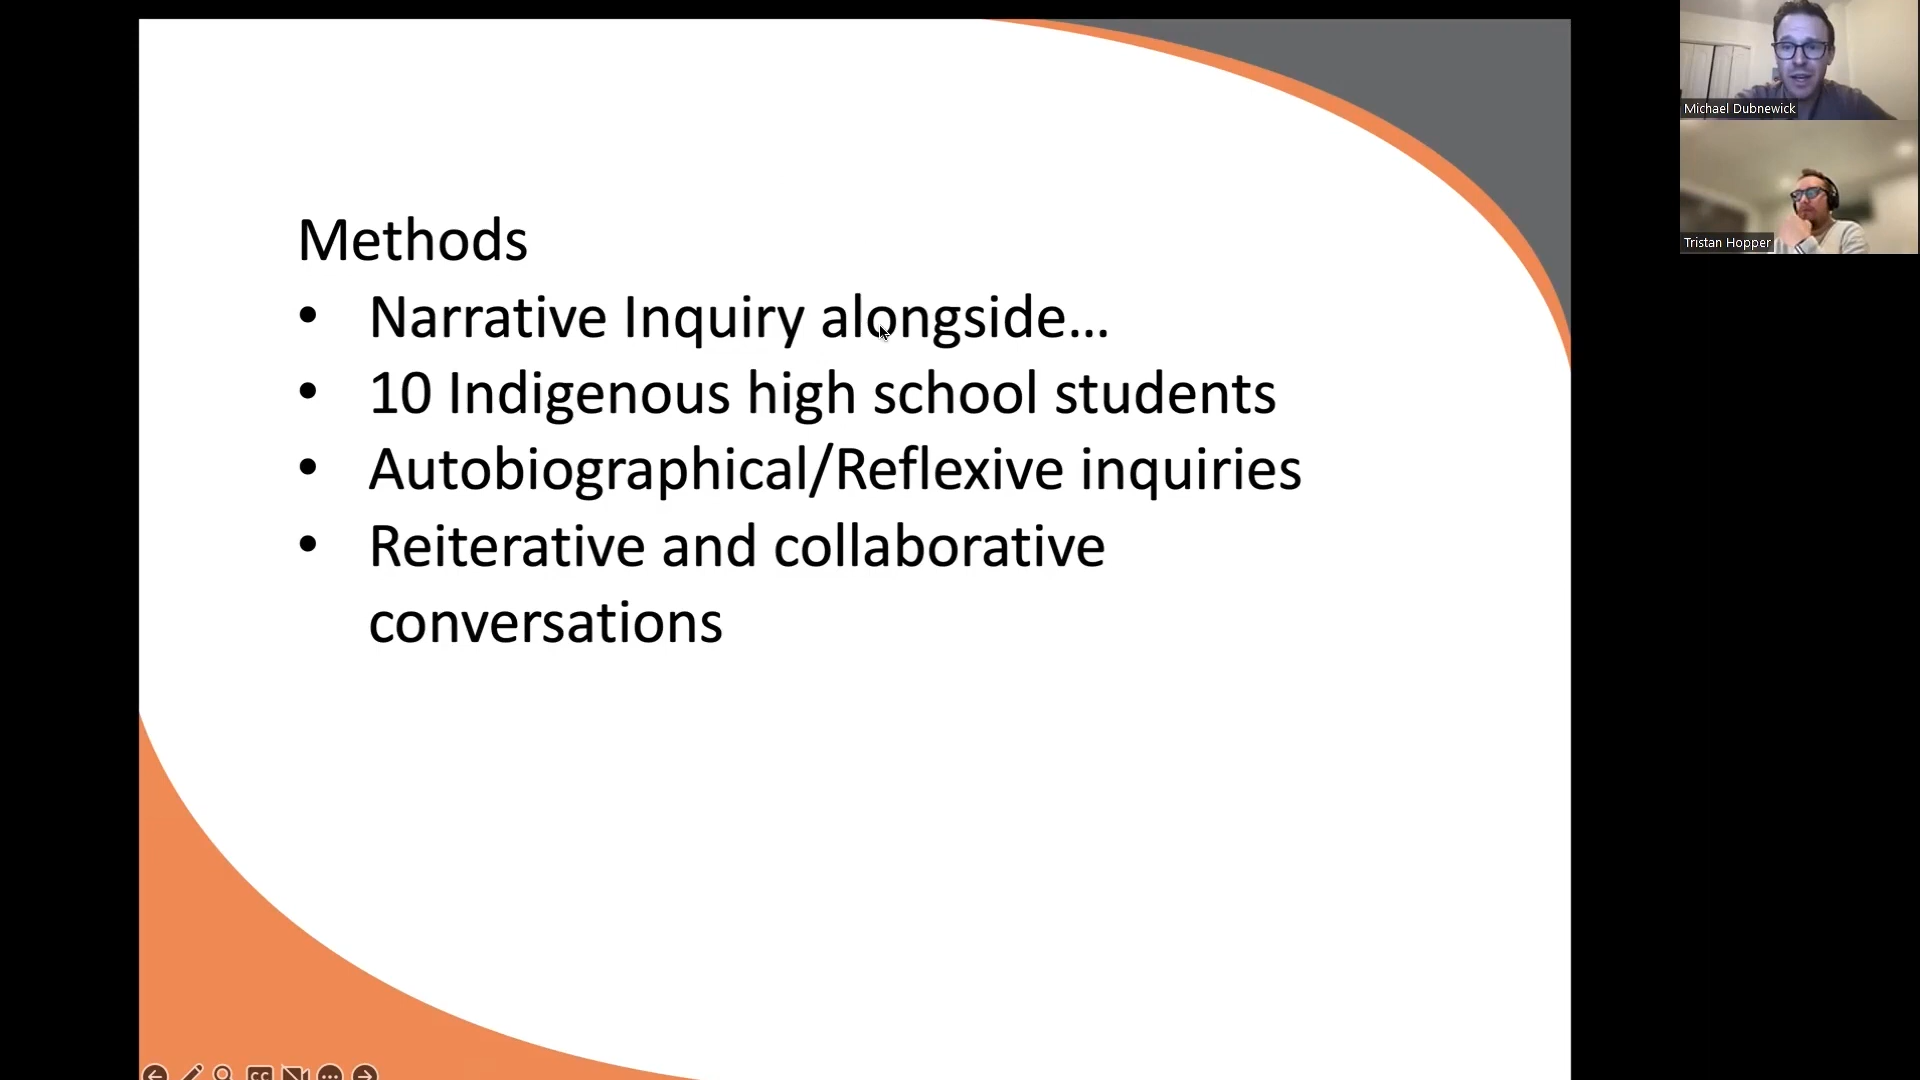 Methods
• Narrative Inquiry alongside...
• 10 Indigenous high school students
• Autobiographical/Reflexive inquiries
• Reiterative and collaborative
conversations
Michael Dubnewick
Tristan Hopper
CC